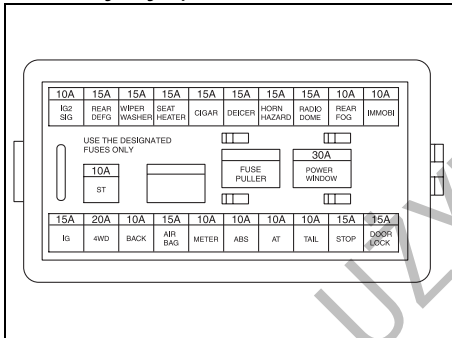 10A 15A 15A 15A 15A 15A 15A 15A 10A 10A
IG2 SIG REAR DEFG WIPER WASHER SEAT HEATER CIGAR DEICER HORN HAZARD RADIO DOME REAR FOG IMMOBI
USE THE DESIGNATED
FUSES ONLY
10A
ST
FUSE
PULLER
30A
POWER
WINDOW
15A 20A 10A 15A 10A 10A 10A 10A 15A 15A
IG 4WD BACK AIR BAG METER ABS AT TAIL STOP DOOR LOCK
UŻY